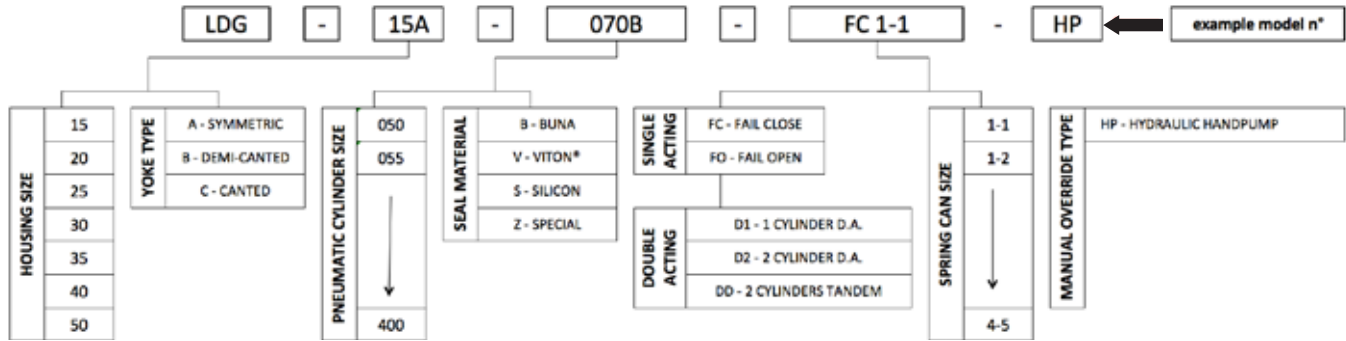 LDG - 15A - 070B - FC 1-1 - HP example model n°
HOUSING SIZE
15
20
25
30
35
40
50
YOKE TYPE
A - SYMMETRIC
B - DEMI-CANTED
C - CANTED
PNEUMATIC CYLINDER SIZE
050
055
400
SEAL MATERIAL
B - BUNA
V - VITON®
S - SILICON
Z - SPECIAL
SINGLE ACTING
FC - FAIL CLOSE
FO - FAIL OPEN
DOUBLE ACTING
D1 - 1 CYLINDER D.A.
D2 - 2 CYLINDER D.A.
DD - 2 CYLINDERS TANDEM
SPRING CAN SIZE
1-1
1-2
4-5
MANUAL OVERRIDE TYPE
HP - HYDRAULIC HANDPUMP